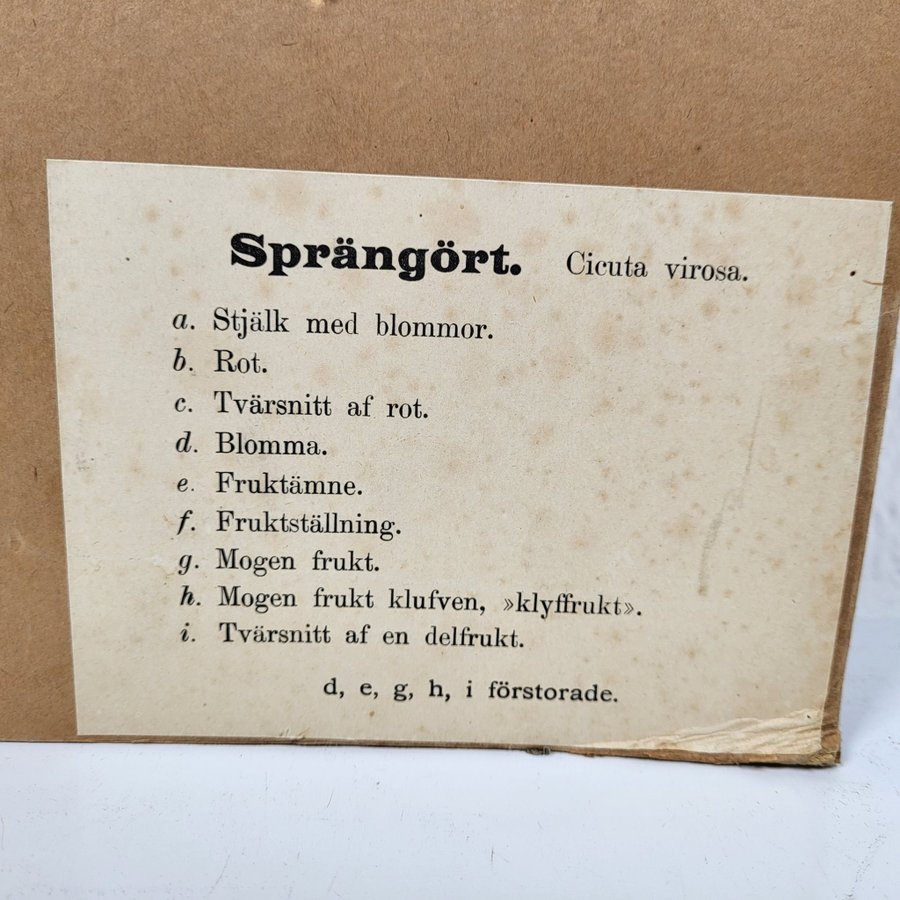 Sprängört. Cicuta virosa.
a. Stjälk med blommor.
b. Rot.
c. Tvärsnitt af rot.
d. Blomma.
e. Fruktämne.
f. Fruktställning.
g. Mogen frukt.
h. Mogen frukt klufven, »klyffrukt».
i. Tvärsnitt af en delfrukt.
d, e, g, h, i förstorade.